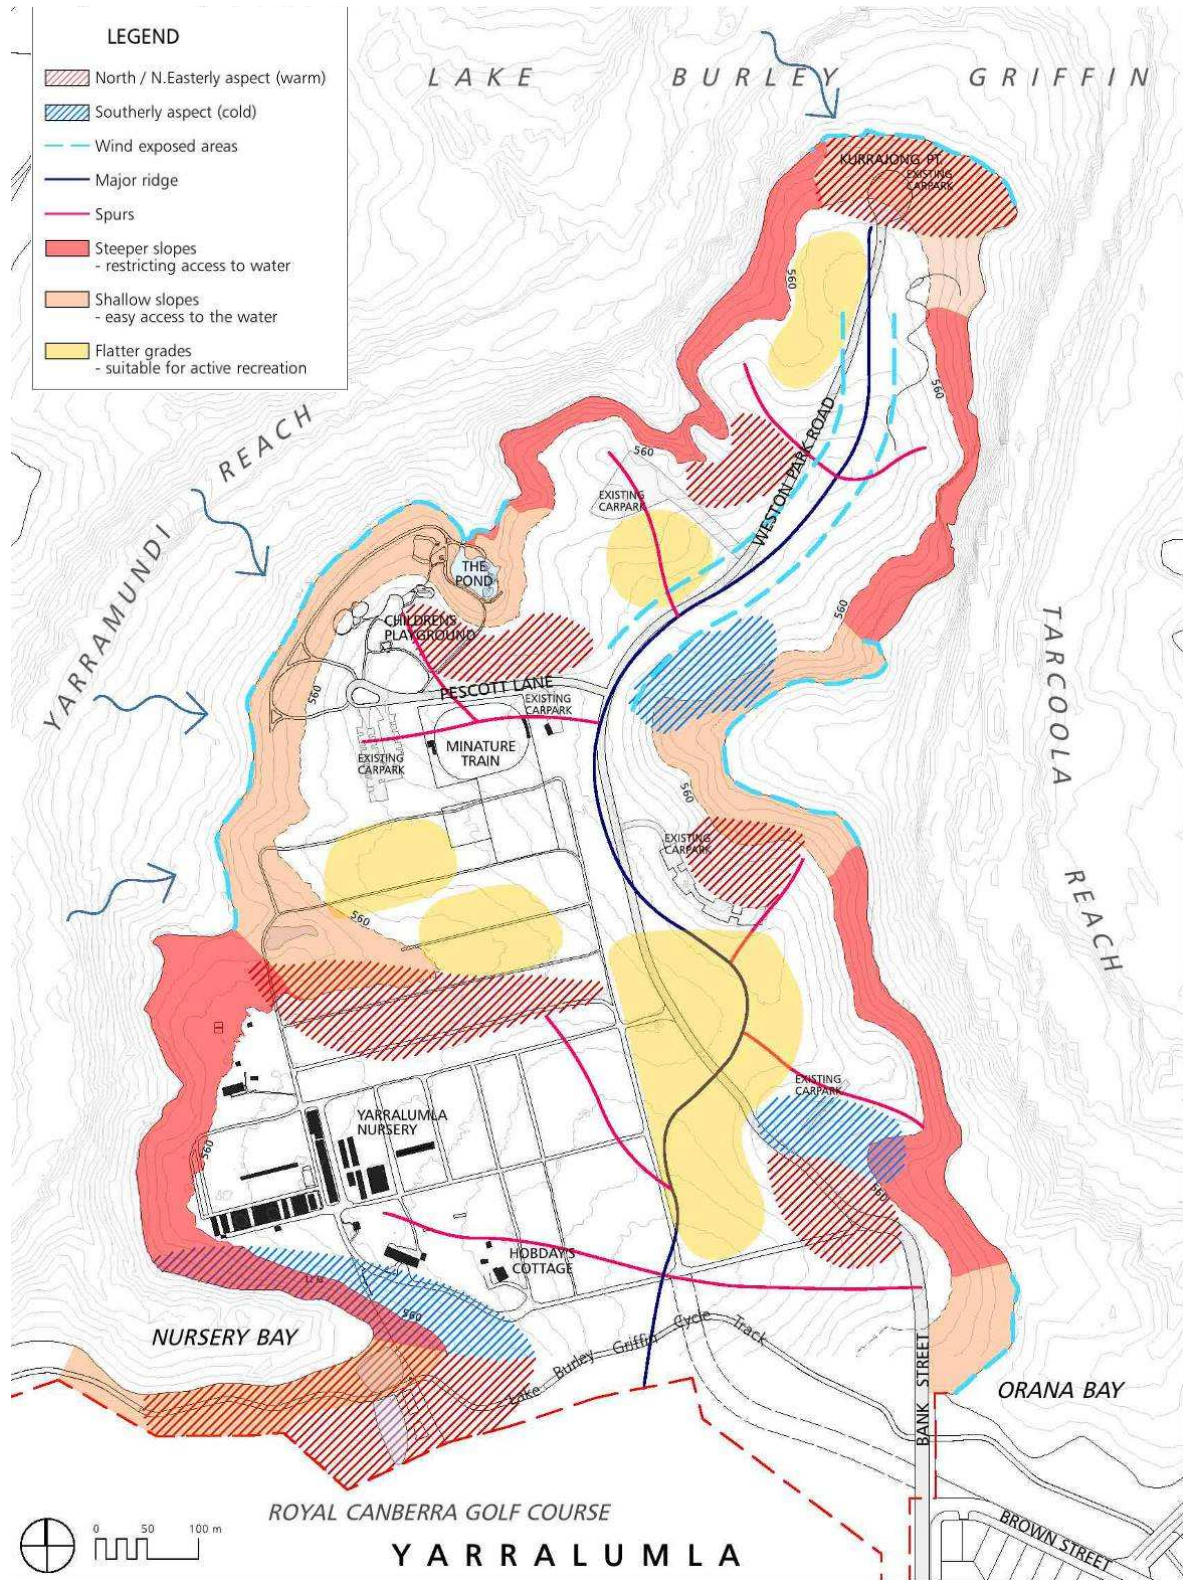 LEGEND
North / N.Easterly aspect (warm)
Southerly aspect (cold)
Wind exposed areas
Major ridge
Spurs
Steeper slopes
- restricting access to water
Shallow slopes
- easy access to the water
Flatter grades
- suitable for active recreation
LAKE BURLEY GRIFFIN
KURRAJONG PT.
EXISTING
CARPARK
560
560
YARRAMUNDI REACH
WESTON PARK ROAD
560
EXISTING
CARPARK
THE
POND
CHILDRENS
PLAYGROUND
560
TARCOOLA REACH
PESCOTT LANE
560
EXISTING
CARPARK
MINATURE
TRAIN
EXISTING
CARPARK
560
EXISTING
CARPARK
560
EXISTING
CARPARK
YARRALUMLA
NURSERY
560
560
HOBDAY'S
COTTAGE
560
NURSERY BAY
Lake Burley Griffin Cycle Track
BANK STREET
ORANA BAY
BROWN STREET
ROYAL CANBERRA GOLF COURSE
0 50 100 m
YARRALUMLA